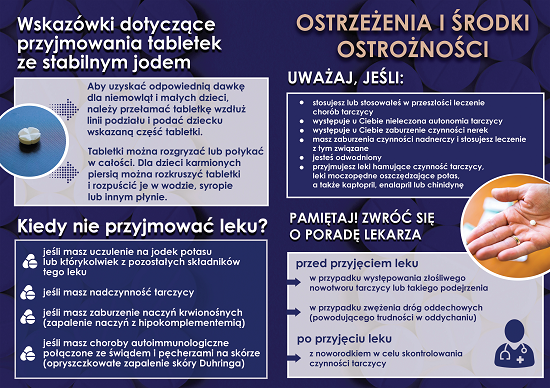 Wskazówki dotyczące
przyjmowania tabletek
ze stabilnym jodem
Aby uzyskać odpowiednią dawkę
dla niemowląt i małych dzieci,
należy przełamać tabletkę wzdłuż
linii podziału i podać dziecku
wskazaną część tabletki.
Tabletki można rozgryzać lub połykać
w całości. Dla dzieci karmionych
piersią można rozkruszyć tabletki
i rozpuścić je w wodzie, syropie
lub innym płynie.
Kiedy nie przyjmować leku?
jeśli masz uczulenie na jodek potasu
lub którykolwiek z pozostałych składników
tego leku
jeśli masz nadczynność tarczycy
jeśli masz zaburzenie naczyń krwionośnych
(zapalenie naczyń z hipokomplementemią)
jeśli masz choroby autoimmunologiczne
połączone ze świądem i pęcherzami na skórze
(opryszczkowate zapalenie skóry Duhringa)
OSTRZEŻENIA I ŚRODKI
OSTROŻNOŚCI
UWAŻAJ, JEŚLI:
• stosujesz lub stosowałeś w przeszłości leczenie
chorób tarczycy
• występuje u Ciebie nieleczona autonomia tarczycy
• występuje u Ciebie zaburzenie czynności nerek
• masz zaburzenia czynności nadnerczy i stosujesz leczenie
z tym związane
• jesteś odwodniony
• przyjmujesz leki hamujące czynność tarczycy,
leki moczopędne oszczędzające potas,
a także kaptopril, enalapril lub chinidynę
PAMIĘTAJ! ZWRÓĆ SIĘ
O PORADĘ LEKARZA
przed przyjęciem leku
w przypadku występowania złośliwego
nowotworu tarczycy lub takiego podejrzenia
w przypadku zwężenia dróg oddechowych
(powodującego trudności w oddychaniu)
po przyjęciu leku
z noworodkiem w celu skontrolowania
czynności tarczycy